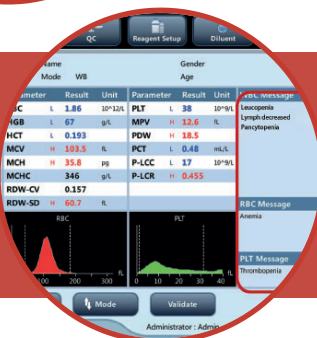 QC Reagent Setup Diluent
Name Gender
Mode WB Age
Parameter Result Unit Parameter Result Unit WBC Message
L 1.86 10^12/L PLT L 38 10^9/L Leucopenia
HGB L 67 g/L MPV H 12.6 fL Lymph decreased
HCT L 0.193 PDW H 18.5 Pancytopenia
MCV H 103.5 fL PCT L 0.48 mL/L
MCH H 35.8 pg P-LCC L 17 10^9/L
MCHC 346 g/L P-LCR H 0.455
RDW-CV 0.157
RDW-SD H 60.7 fL RBC Message
RBC PLT Anemia
PLT Message
Thrombopenia
100 200 300 fL 0 10 20 30 40 fL
Mode Validate
Administrator : Admin